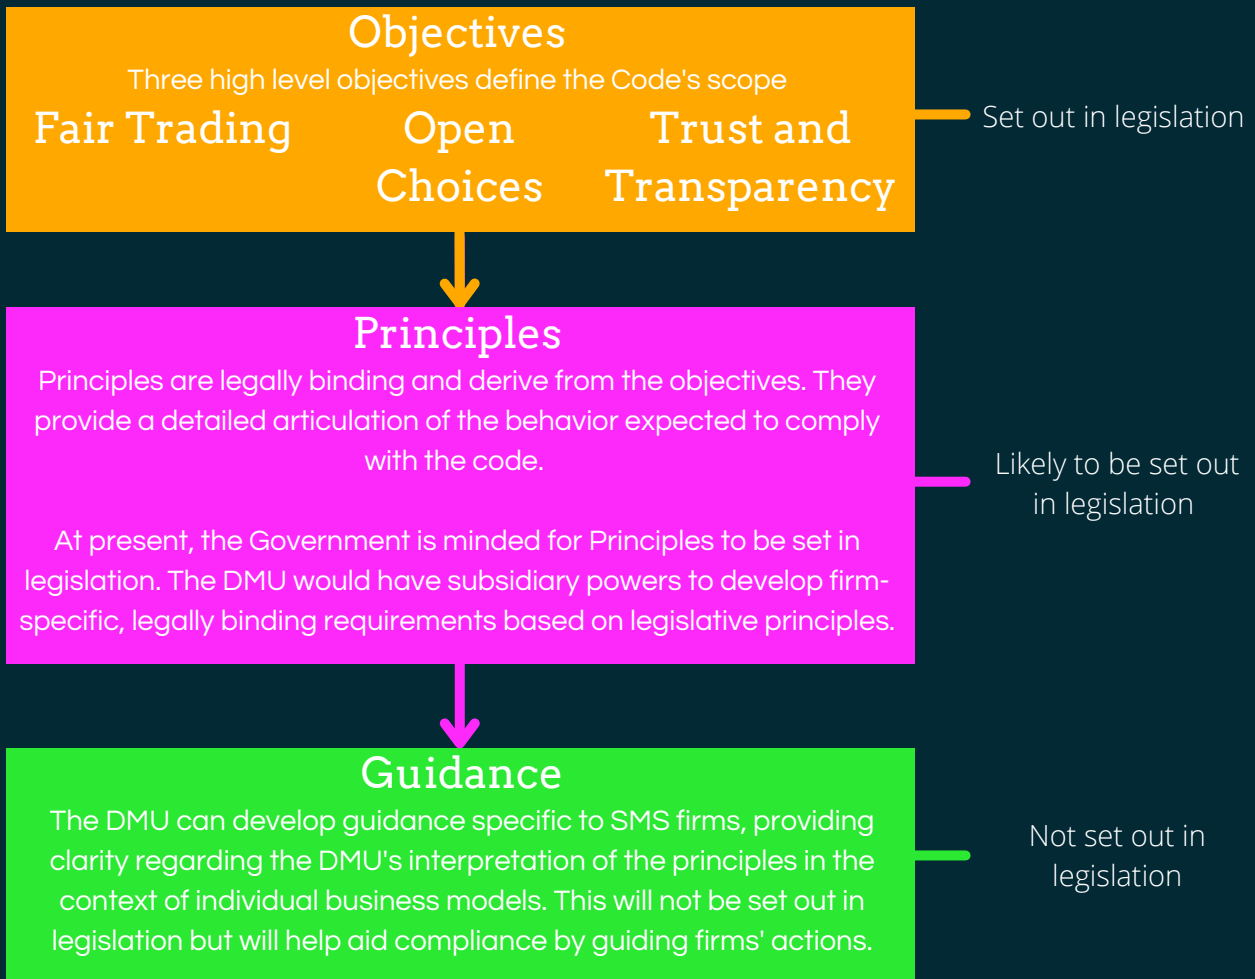 Objectives
Three high level objectives define the Code's scope
Fair Trading
Open
Choices
Trust and
Transparency
Set out in legislation
Principles
Principles are legally binding and derive from the objectives. They
provide a detailed articulation of the behavior expected to comply
with the code.
At present, the Government is minded for Principles to be set in
legislation. The DMU would have subsidiary powers to develop firm-
specific, legally binding requirements based on legislative principles.
Likely to be set out
in legislation
Guidance
The DMU can develop guidance specific to SMS firms, providing
clarity regarding the DMU's interpretation of the principles in the
context of individual business models. This will not be set out in
legislation but will help aid compliance by guiding firms' actions.
Not set out in
legislation